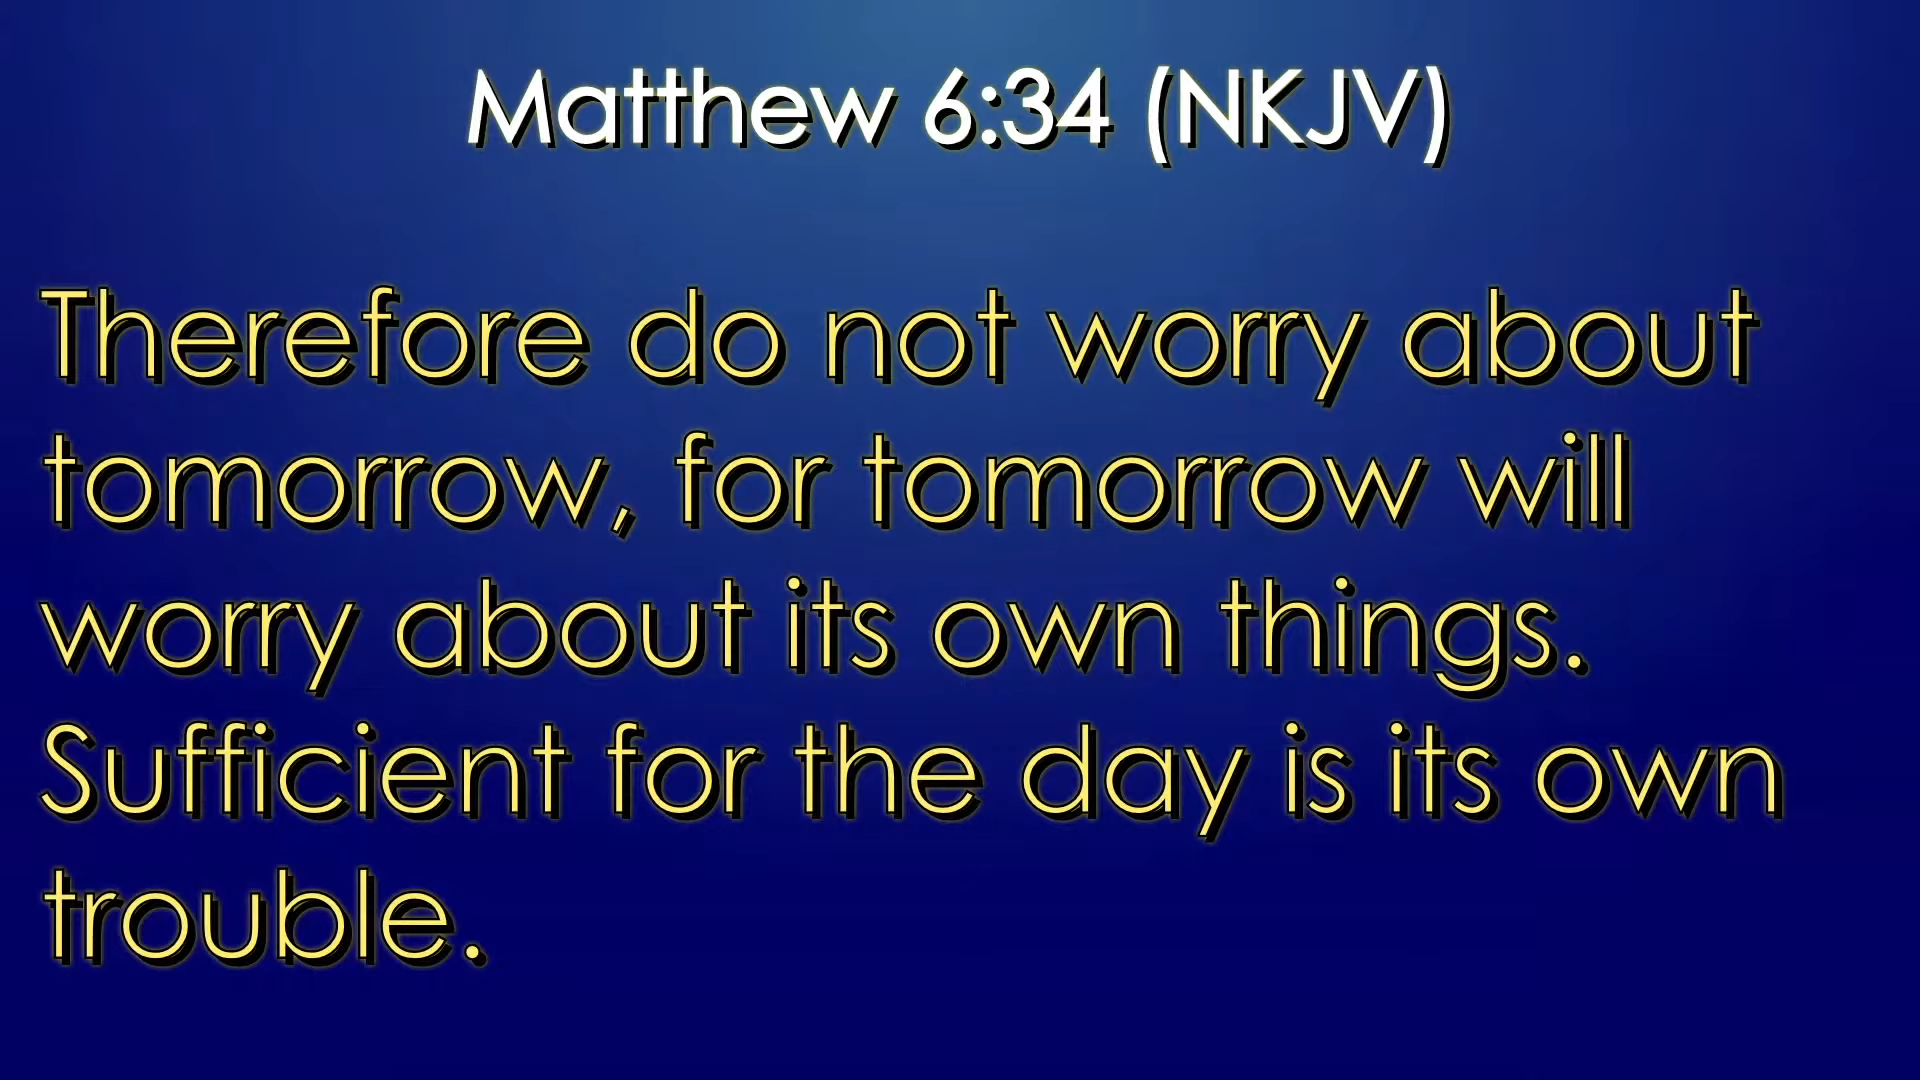 Matthew 6:34 (NKJV)
Therefore do not worry about
tomorrow, for tomorrow will
worry about its own things.
Sufficient for the day is its own
trouble.